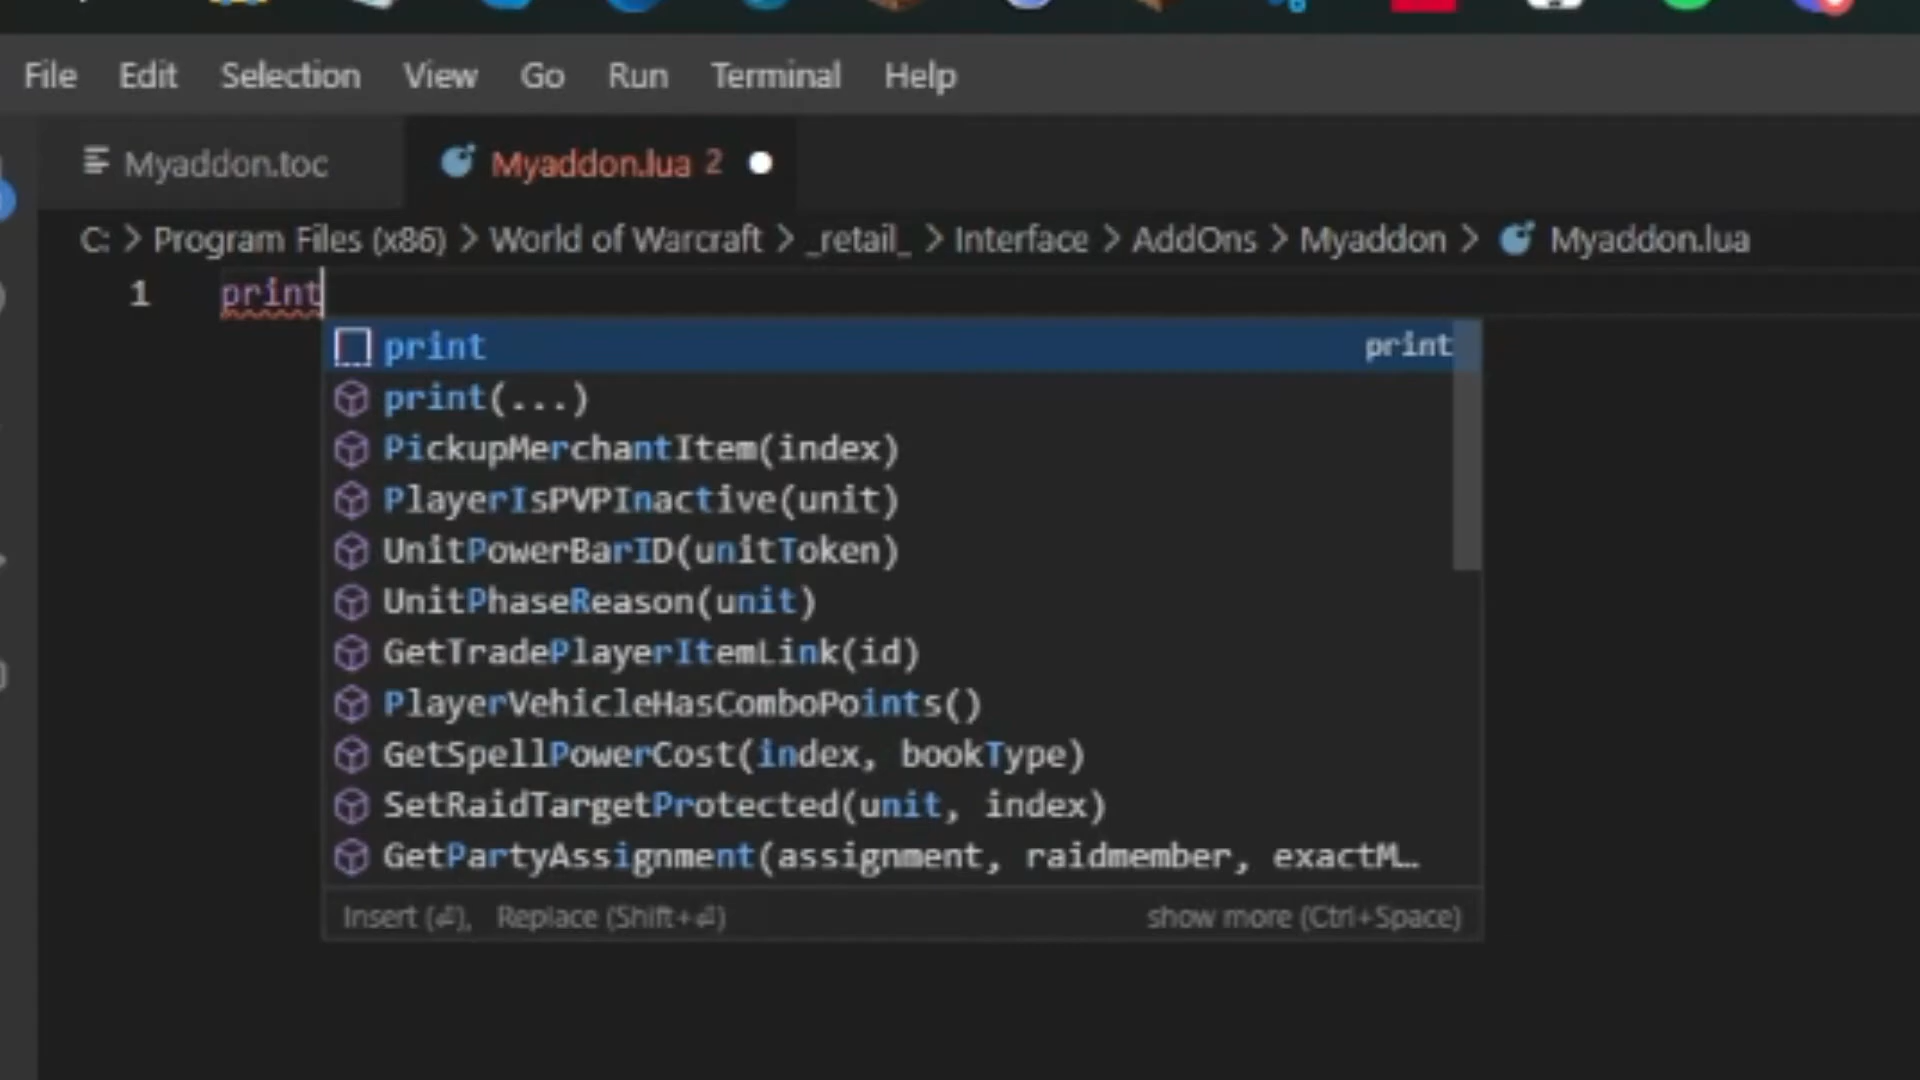 File Edit Selection View Go Run Terminal Help
Myaddon.toc Myaddon.lua 2
C: > Program Files (x86) > World of Warcraft > _retail_ > Interface > AddOns > Myaddon > Myaddon.lua
1 print
print print
print(...)
PickupMerchantItem(index)
PlayerIsPVPInactive(unit)
UnitPowerBarID(unitToken)
UnitPhaseReason(unit)
GetTradePlayerItemLink(id)
PlayerVehicleHasComboPoints()
GetSpellPowerCost(index, bookType)
SetRaidTargetProtected(unit, index)
GetPartyAssignment(assignment, raidmember, exactM…
Insert (⏎), Replace (Shift+⏎) show more (Ctrl+Space)